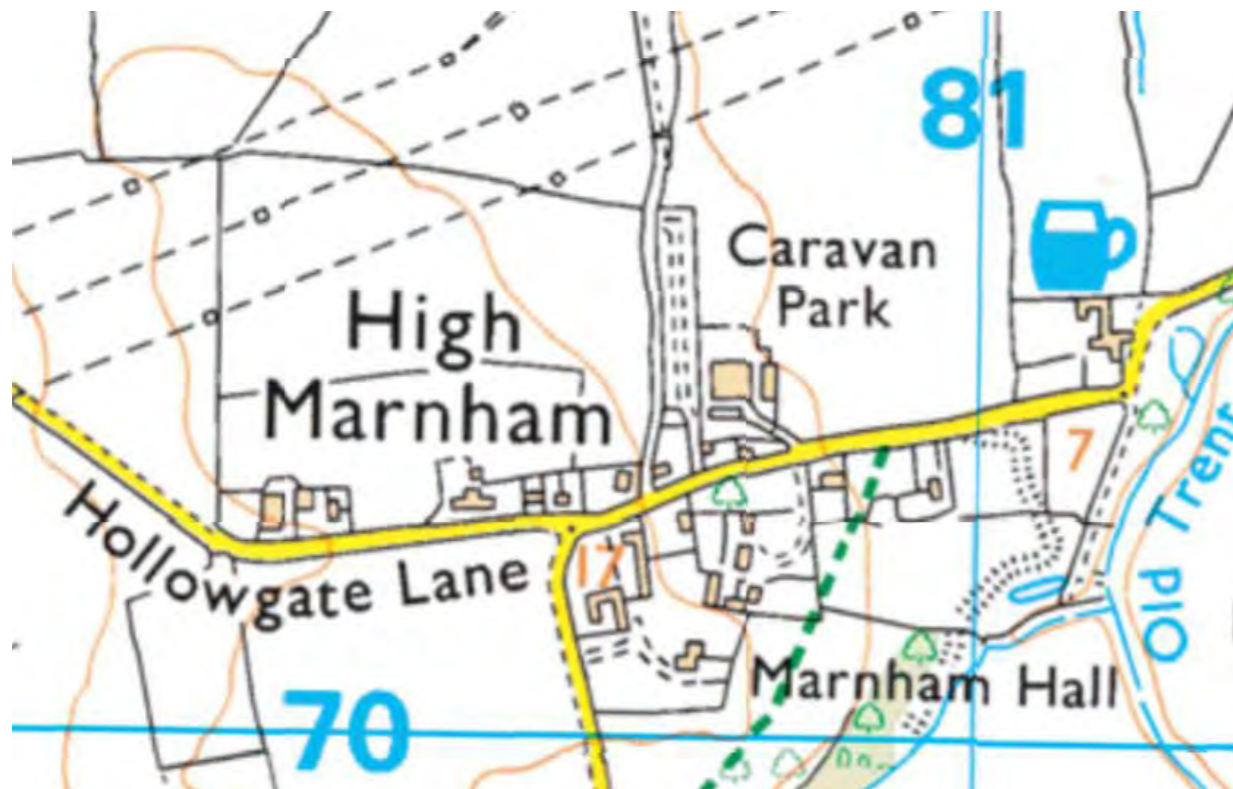 81
Caravan
Park
High
Marnham
7
Hollowgate Lane
17
Old Trent
Marnham Hall
70